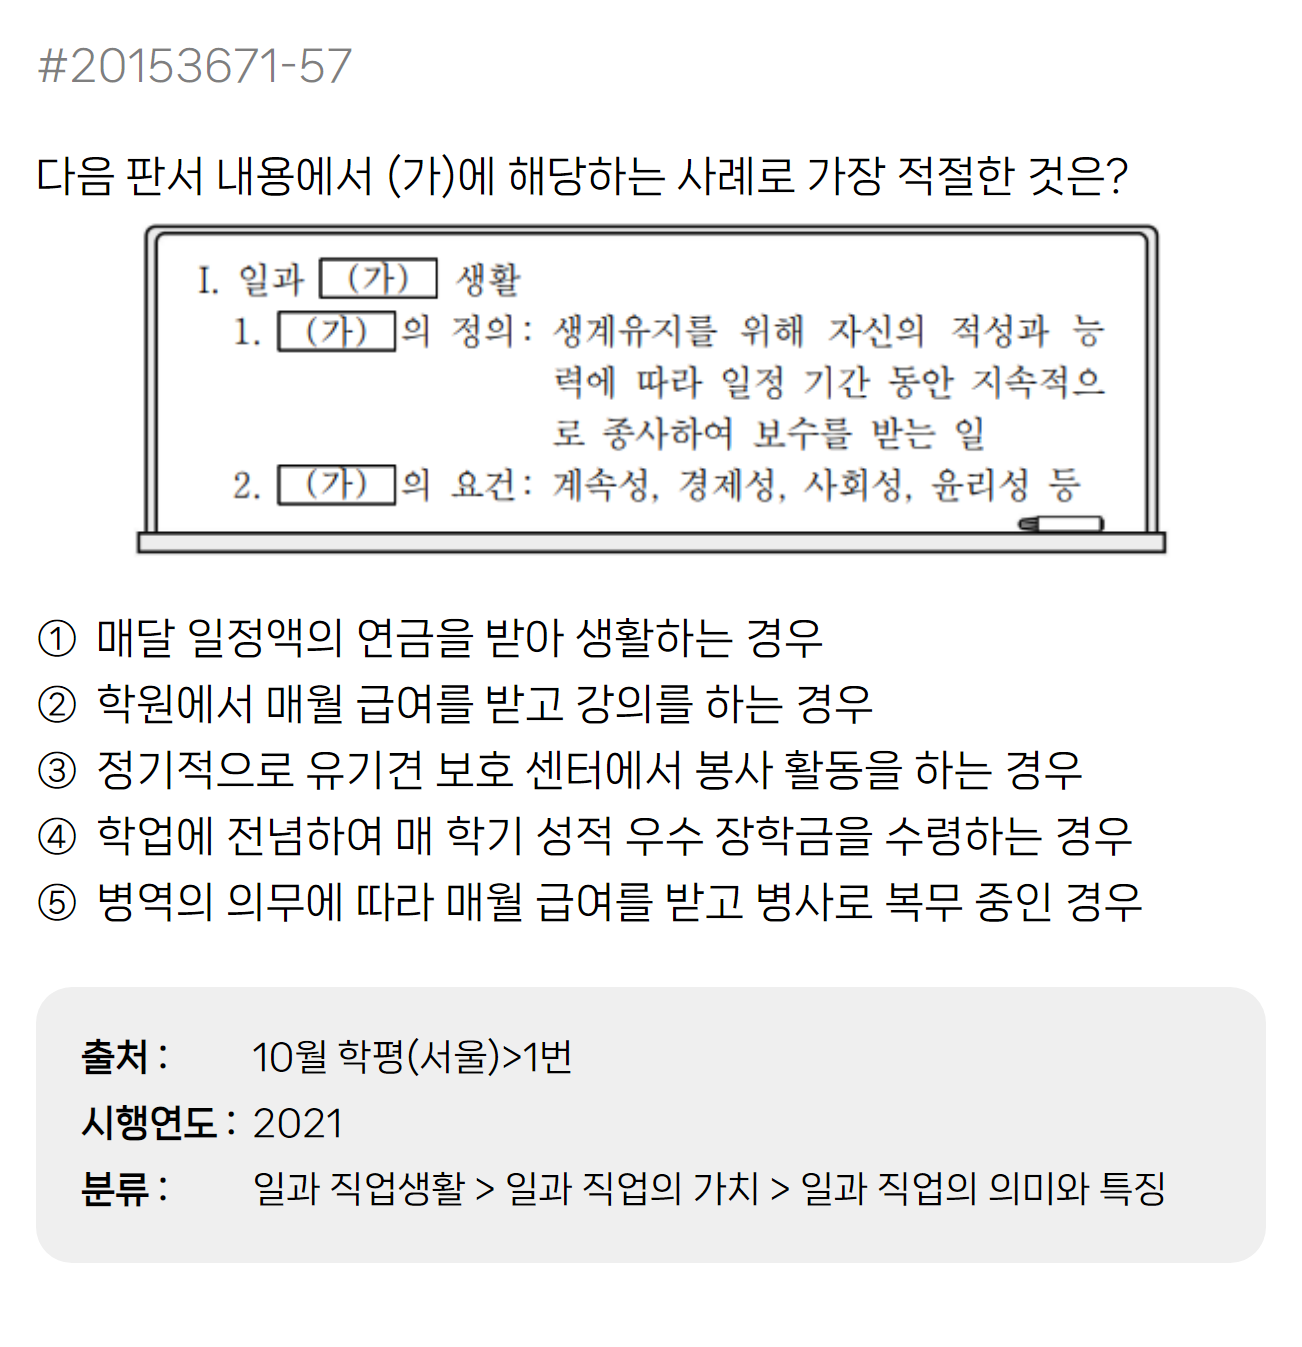 #20153671-57
다음 판서 내용에서 (가)에 해당하는 사례로 가장 적절한 것은?
I. 일과 (가) 생활
1. (가)의 정의: 생계유지를 위해 자신의 적성과 능
력에 따라 일정 기간 동안 지속적으
로 종사하여 보수를 받는 일
2. (가)의 요건: 계속성, 경제성, 사회성, 윤리성 등
① 매달 일정액의 연금을 받아 생활하는 경우
② 학원에서 매월 급여를 받고 강의를 하는 경우
③ 정기적으로 유기견 보호 센터에서 봉사 활동을 하는 경우
④ 학업에 전념하여 매 학기 성적 우수 장학금을 수령하는 경우
⑤ 병역의 의무에 따라 매월 급여를 받고 병사로 복무 중인 경우
출처 : 10월 학평(서울)>1번
시행연도 : 2021
분류 : 일과 직업생활 > 일과 직업의 가치 > 일과 직업의 의미와 특징